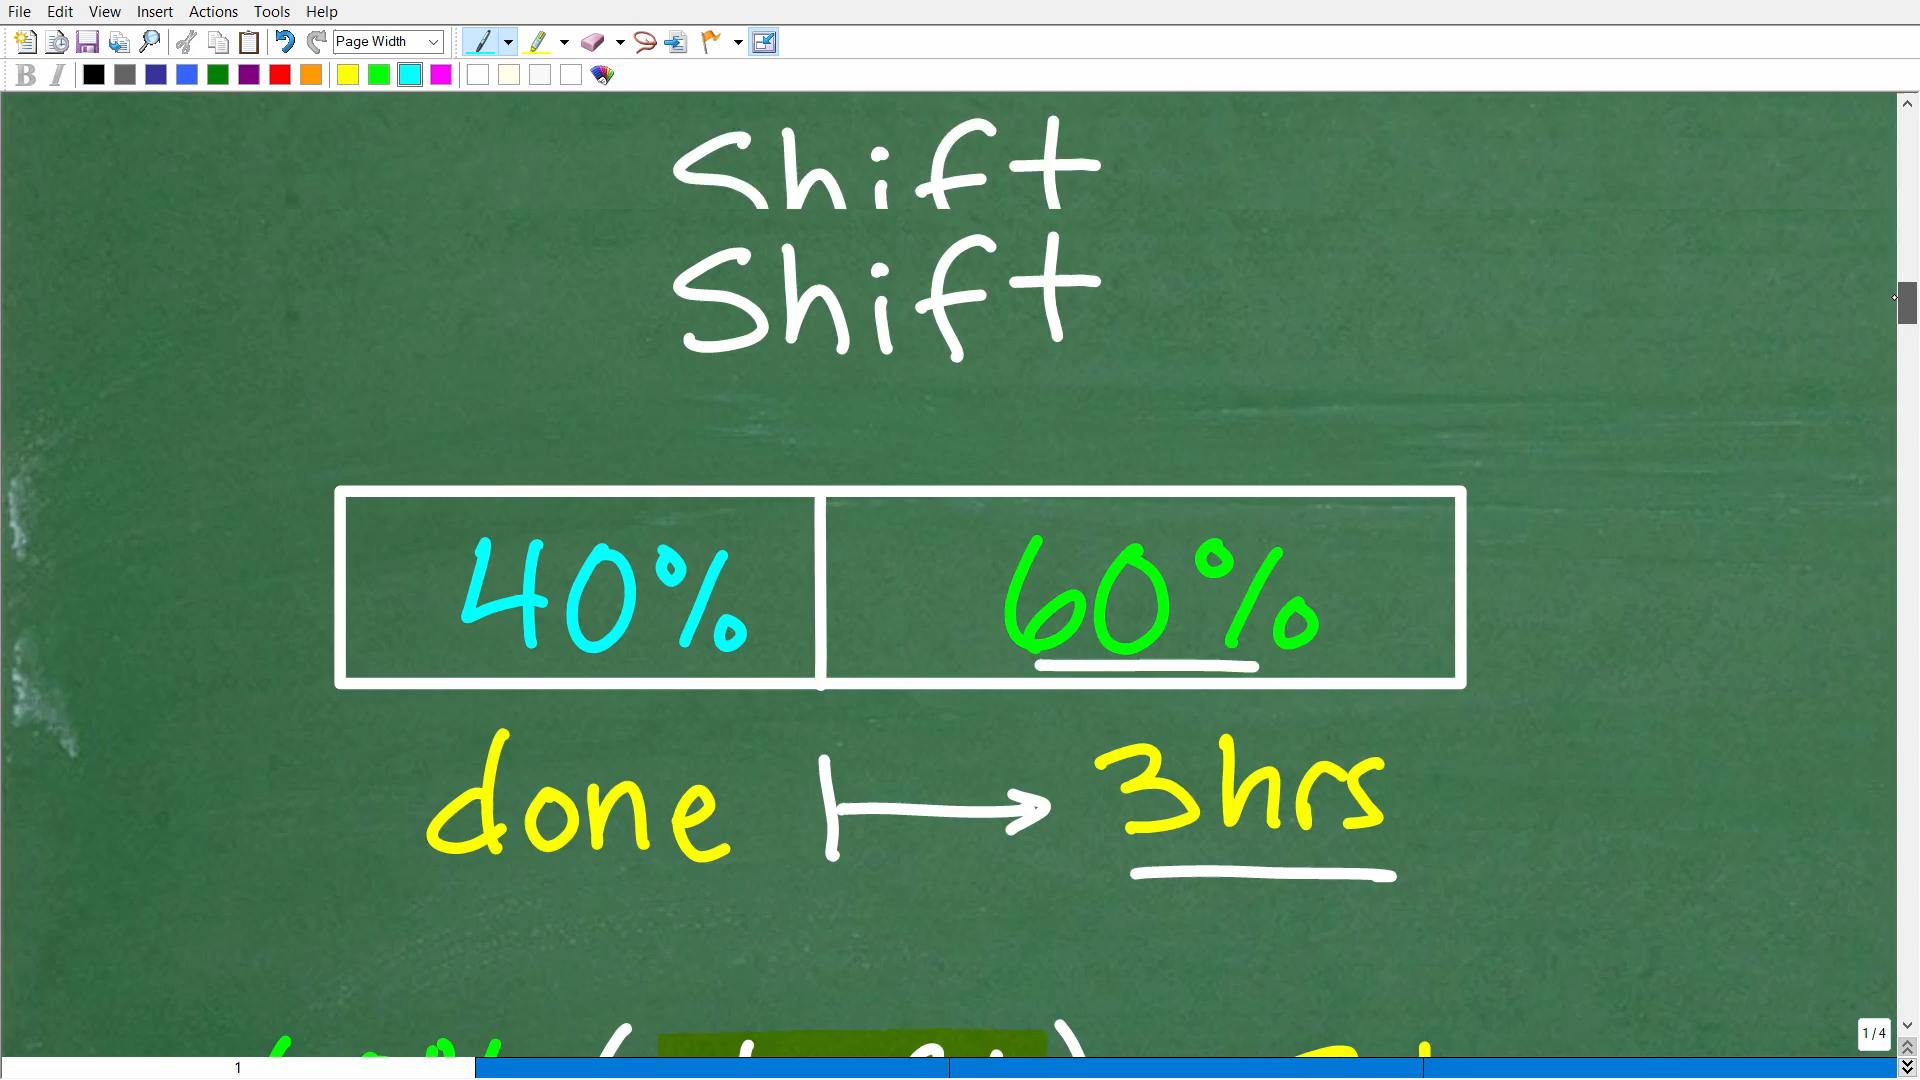 File Edit View Insert Actions Tools Help
Page Width
B I
Shift
Shift
40% 60%
done 3hrs
1 / 4
1